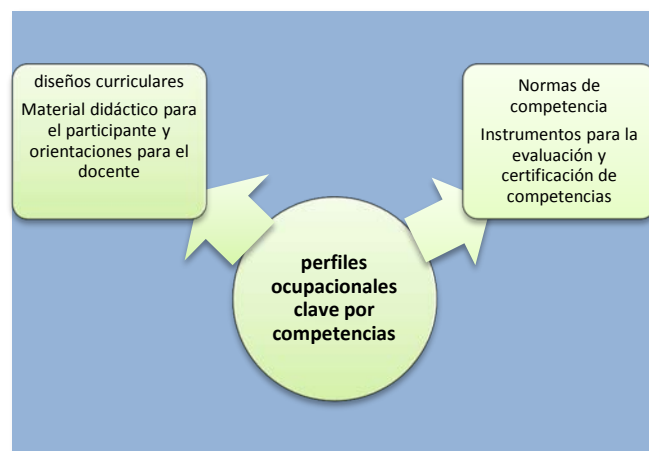 diseños curriculares
Material didáctico para
el participante y
orientaciones para el
docente
Normas de
competencia
Instrumentos para la
evaluación y
certificación de
competencias
perfiles
ocupacionales
clave por
competencias